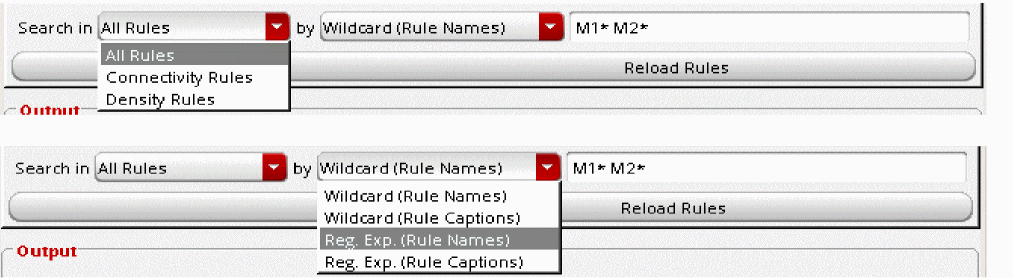 Search in All Rules by Wildcard (Rule Names) M1* M2*
All Rules
Connectivity Rules
Density Rules
Reload Rules
Output
Search in All Rules by Wildcard (Rule Names) M1* M2*
Wildcard (Rule Names)
Wildcard (Rule Captions)
Reg. Exp. (Rule Names)
Reg. Exp. (Rule Captions)
Reload Rules
Output